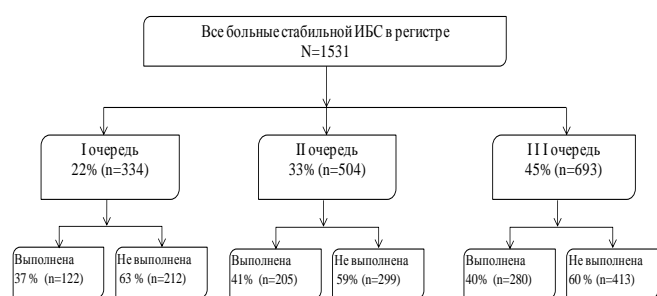 Все больные стабильной ИБС в регистре
N=1531
I очередь
22% (n=334)
II очередь
33% (n=504)
I I I очередь
45% (n=693)
Выполнена
37 % (n=122)
Не выполнена
63 % (n=212)
Выполнена
41% (n=205)
Не выполнена
59% (n=299)
Выполнена
40% (n=280)
Не выполнена
60 % (n=413)